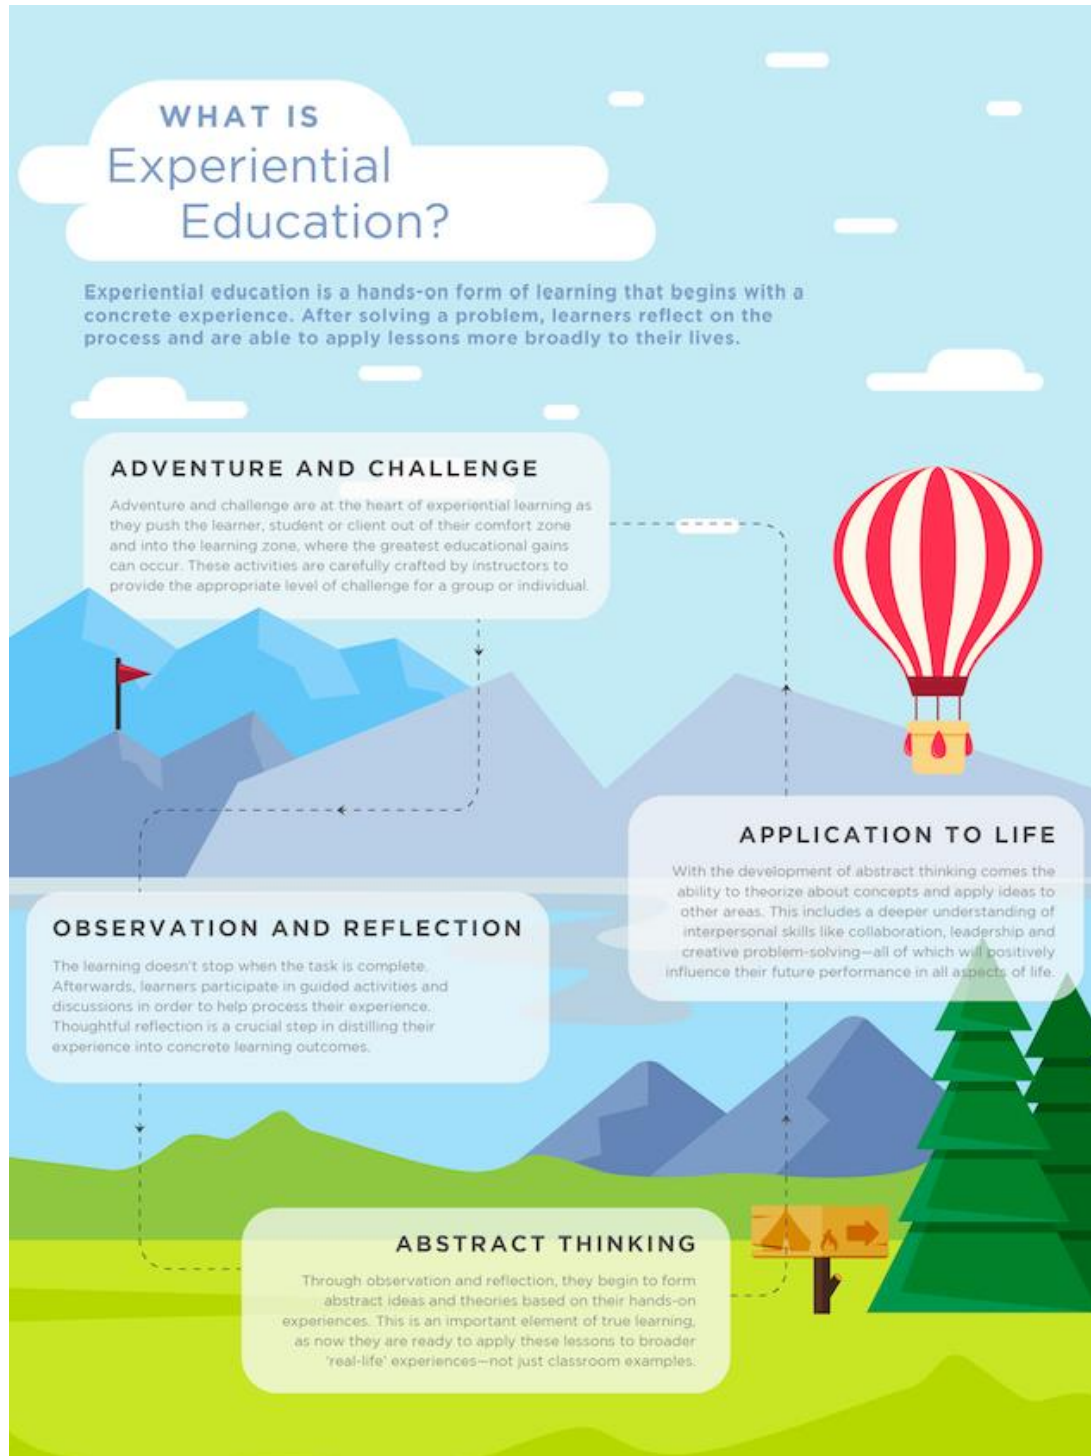 WHAT IS
Experiential
Education?
Experiential education is a hands-on form of learning that begins with a
concrete experience. After solving a problem, learners reflect on the
process and are able to apply lessons more broadly to their lives.
ADVENTURE AND CHALLENGE
Adventure and challenge are at the heart of experiential learning as
they push the learner, student or client out of their comfort zone
and into the learning zone, where the greatest educational gains
can occur. These activities are carefully crafted by instructors to
provide the appropriate level of challenge for a group or individual.
OBSERVATION AND REFLECTION
The learning doesn't stop when the task is complete.
Afterwards, learners participate in guided activities and
discussions in order to help process their experience.
Thoughtful reflection is a crucial step in distilling their
experience into concrete learning outcomes.
ABSTRACT THINKING
Through observation and reflection, they begin to form
abstract ideas and theories based on their hands-on
experiences. This is an important element of true learning,
as now they are ready to apply these lessons to broader
'real-life' experiences—not just classroom examples.
APPLICATION TO LIFE
With the development of abstract thinking comes the
ability to theorize about concepts and apply ideas to
other areas. This includes a deeper understanding of
interpersonal skills like collaboration, leadership and
creative problem-solving—all of which will positively
influence their future performance in all aspects of life.